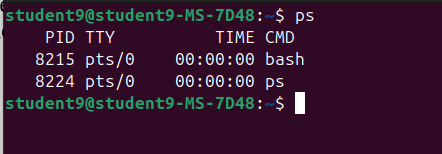 student9@student9-MS-7D48:~$ ps
    PID TTY          TIME CMD
   8215 pts/0    00:00:00 bash
   8224 pts/0    00:00:00 ps
student9@student9-MS-7D48:~$